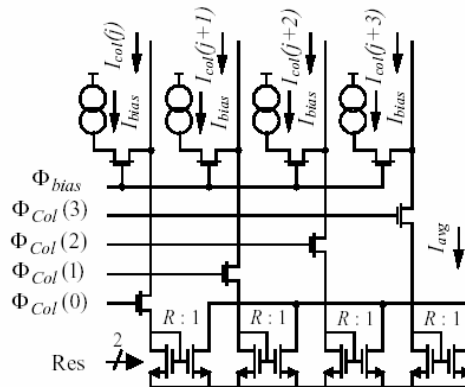 I_col(j) I_col(j+1) I_col(j+2) I_col(j+3)
I_bias I_bias I_bias I_bias
Φ_bias
Φ_Col(3)
Φ_Col(2)
I_avg
Φ_Col(1)
Φ_Col(0)
R : 1 R : 1 R : 1 R : 1
2
Res